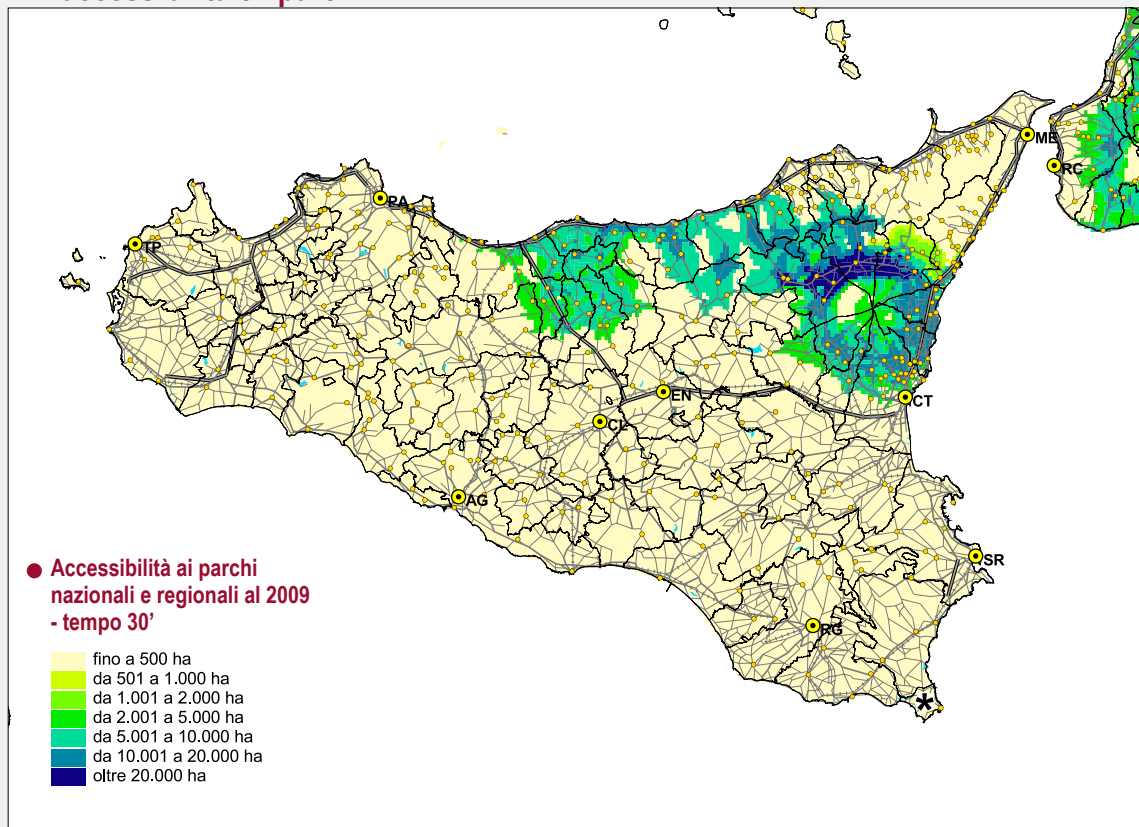 ME
RC
PA
TP
EN
CT
CL
AG
SR
RG
*
● Accessibilità ai parchi
nazionali e regionali al 2009
- tempo 30’
fino a 500 ha
da 501 a 1.000 ha
da 1.001 a 2.000 ha
da 2.001 a 5.000 ha
da 5.001 a 10.000 ha
da 10.001 a 20.000 ha
oltre 20.000 ha